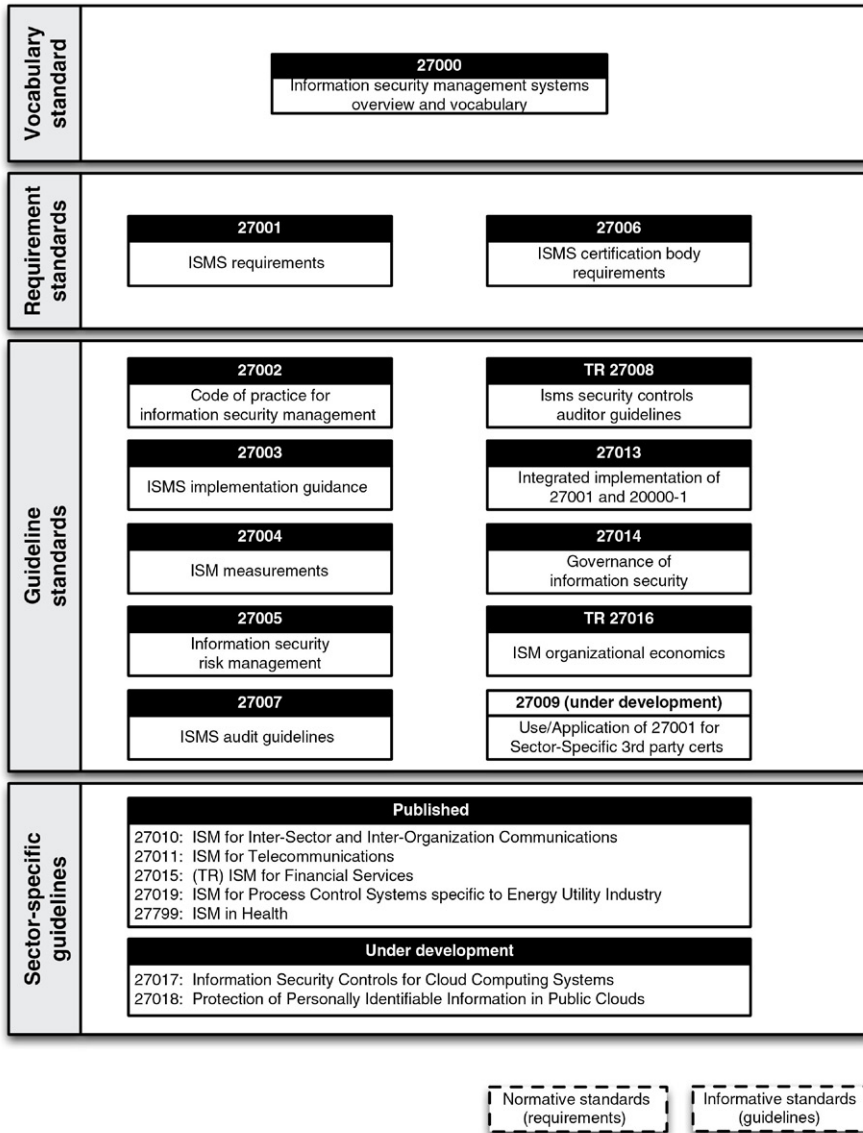 Vocabulary
standard
27000
Information security management systems
overview and vocabulary
Requirement
standards
27001
ISMS requirements
27006
ISMS certification body
requirements
Guideline
standards
27002
Code of practice for
information security management
TR 27008
Isms security controls
auditor guidelines
27003
ISMS implementation guidance
27013
Integrated implementation of
27001 and 20000-1
27004
ISM measurements
27014
Governance of
information security
27005
Information security
risk management
TR 27016
ISM organizational economics
27007
ISMS audit guidelines
27009 (under development)
Use/Application of 27001 for
Sector-Specific 3rd party certs
Sector-specific
guidelines
Published
27010: ISM for Inter-Sector and Inter-Organization Communications
27011: ISM for Telecommunications
27015: (TR) ISM for Financial Services
27019: ISM for Process Control Systems specific to Energy Utility Industry
27799: ISM in Health
Under development
27017: Information Security Controls for Cloud Computing Systems
27018: Protection of Personally Identifiable Information in Public Clouds
Normative standards
(requirements)
Informative standards
(guidelines)